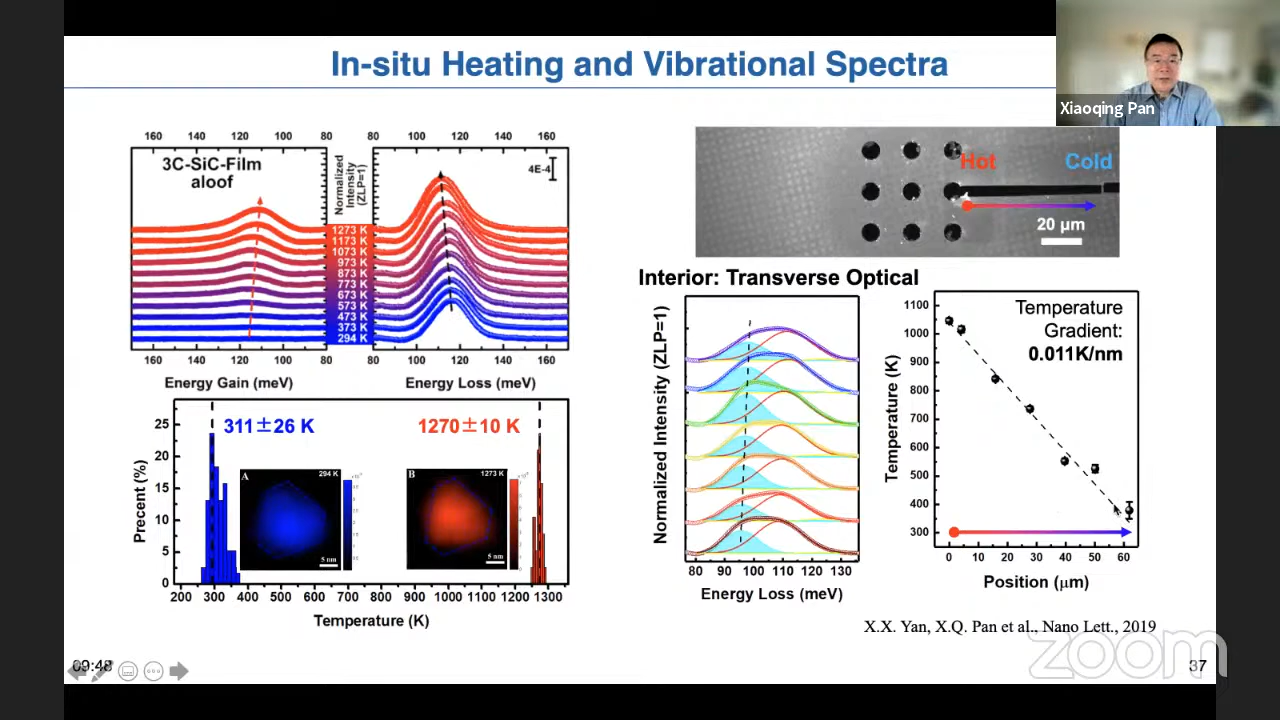 In-situ Heating and Vibrational Spectra
Xiaoqing Pan
160 140 120 100 80 80 100 120 140 160
3C-SiC-Film
aloof
Normalized
Intensity
(ZLP=1)
4E-4
1273 K
1173 K
1073 K
973 K
873 K
773 K
673 K
573 K
473 K
373 K
294 K
160 140 120 100 80 80 100 120 140 160
Energy Gain (meV)
Energy Loss (meV)
Precent (%)
25
20
15
10
5
0
311±26 K
1270±10 K
A
294 K
5 nm
B
1273 K
5 nm
200 300 400 500 600 700 800 900 1000 1100 1200 1300
Temperature (K)
Hot
Cold
20 μm
Interior: Transverse Optical
Normalized Intensity (ZLP=1)
80 90 100 110 120 130
Energy Loss (meV)
Temperature (K)
1100
1000
900
800
700
600
500
400
300
Temperature
Gradient:
0.011K/nm
0 10 20 30 40 50 60
Position (μm)
X.X. Yan, X.Q. Pan et al., Nano Lett., 2019
zoom
09:48
37